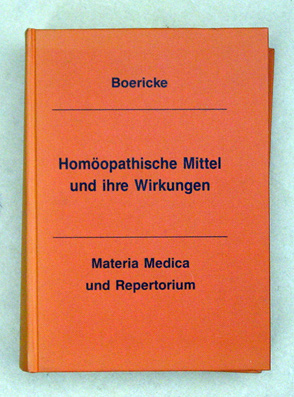 Boericke
Homöopathische Mittel
und ihre Wirkungen
Materia Medica
und Repertorium